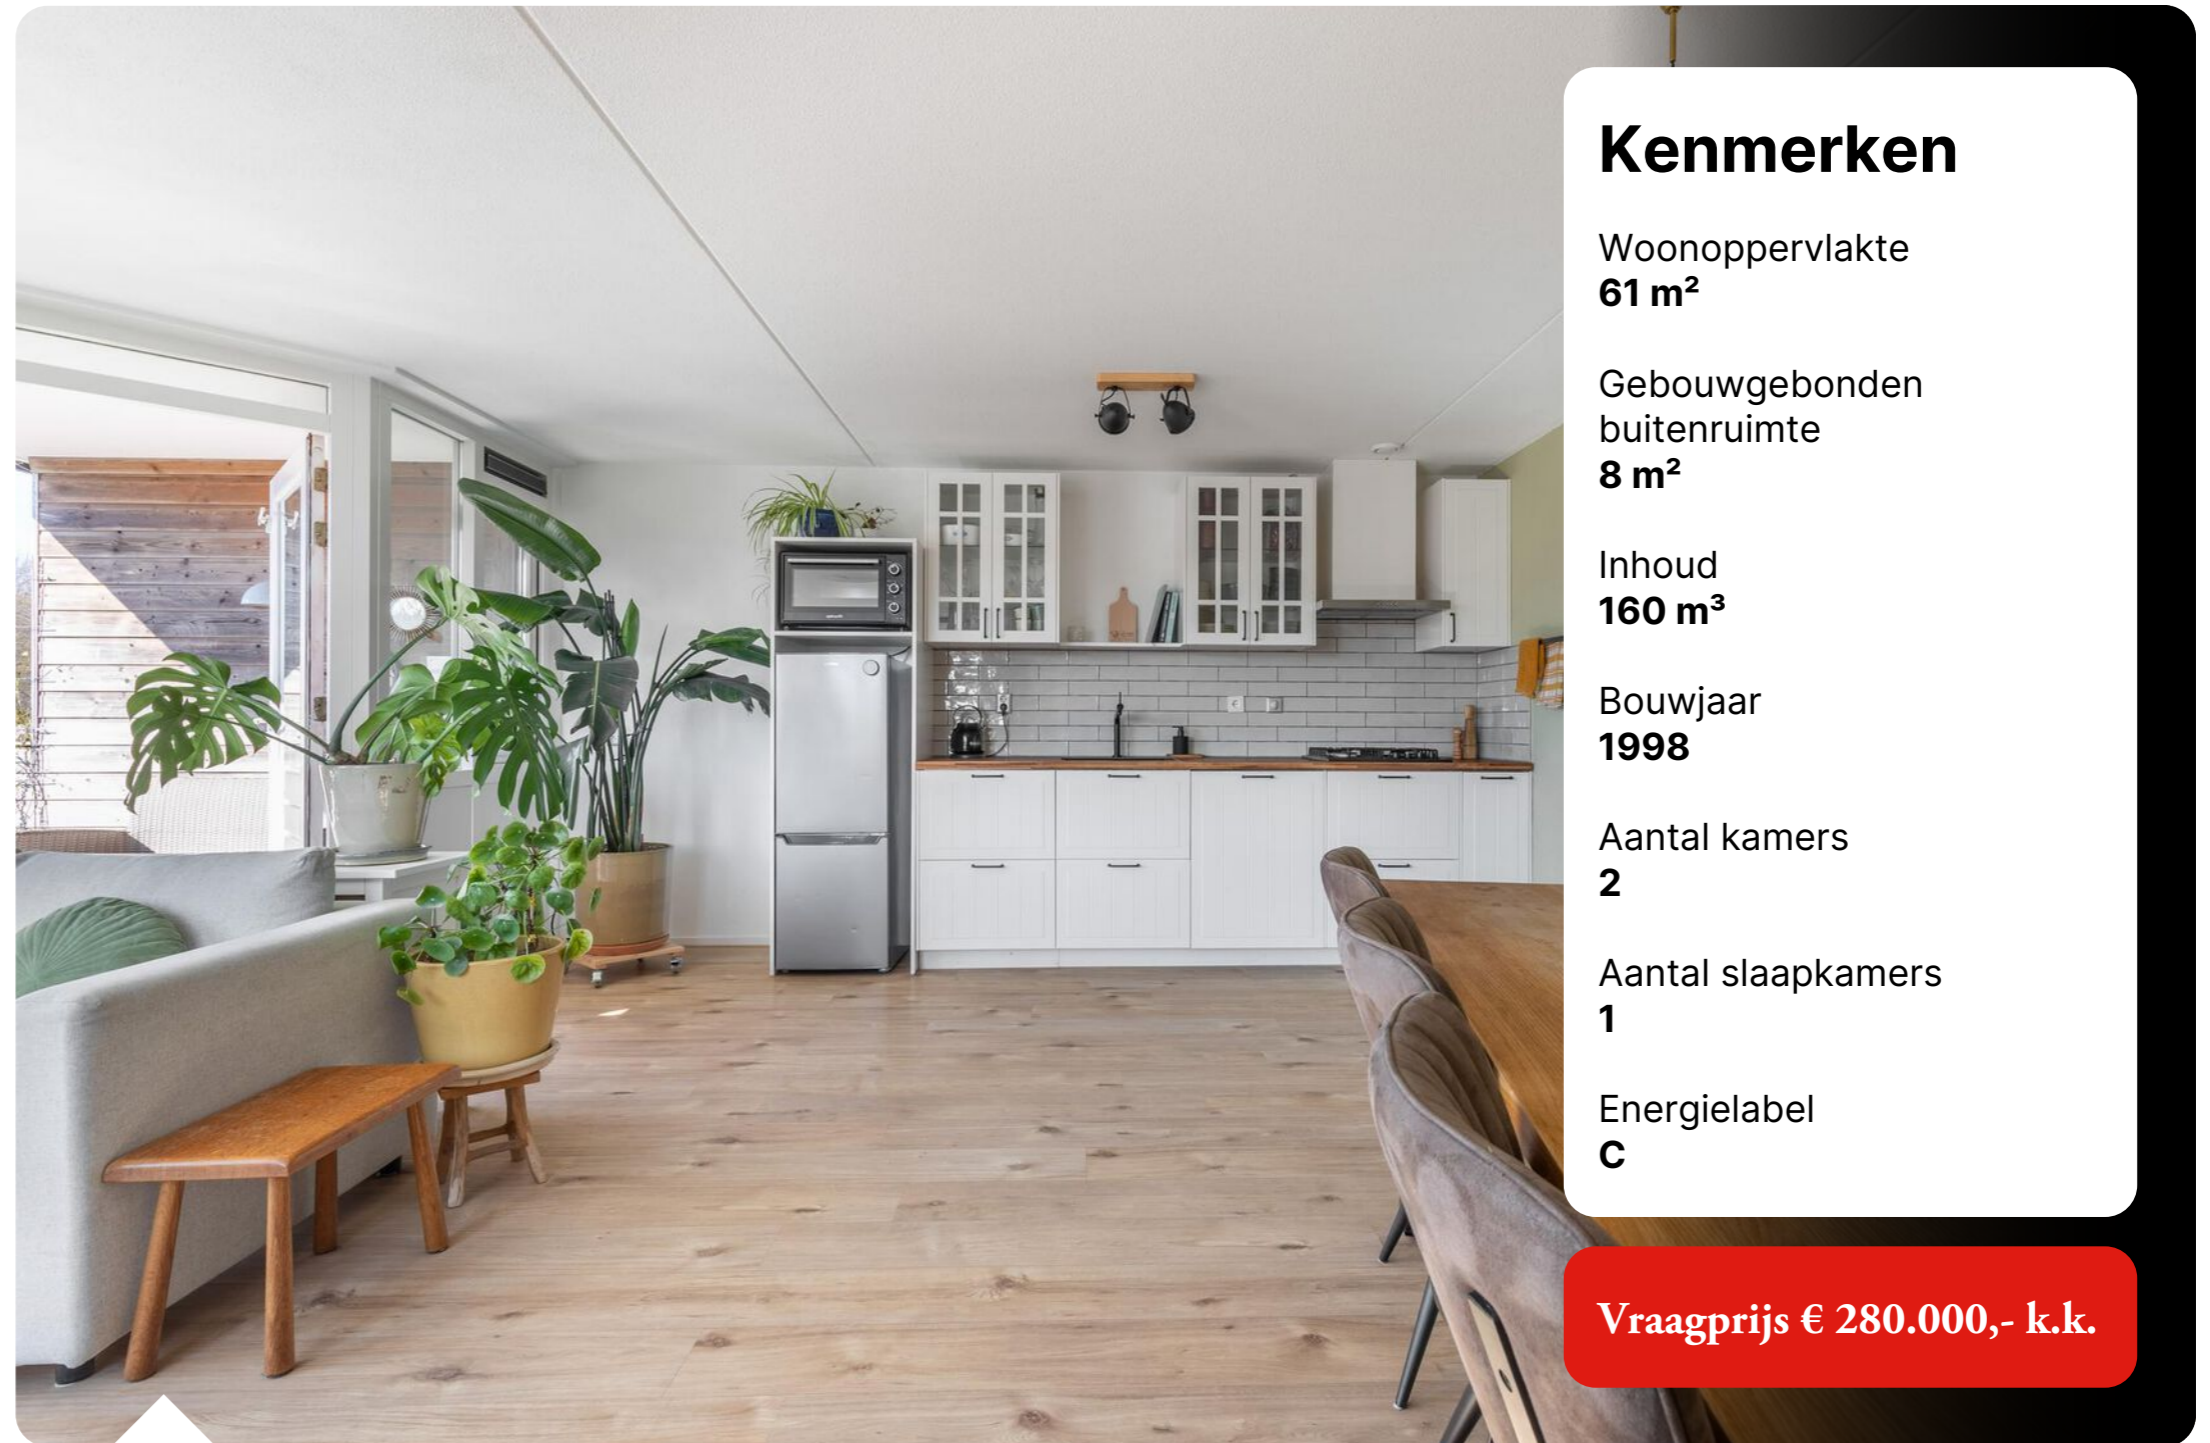 Kenmerken
Woonoppervlakte
61 m²
Gebouwgebonden
buitenruimte
8 m²
Inhoud
160 m³
Bouwjaar
1998
Aantal kamers
2
Aantal slaapkamers
1
Energielabel
C
Vraagprijs € 280.000,- k.k.